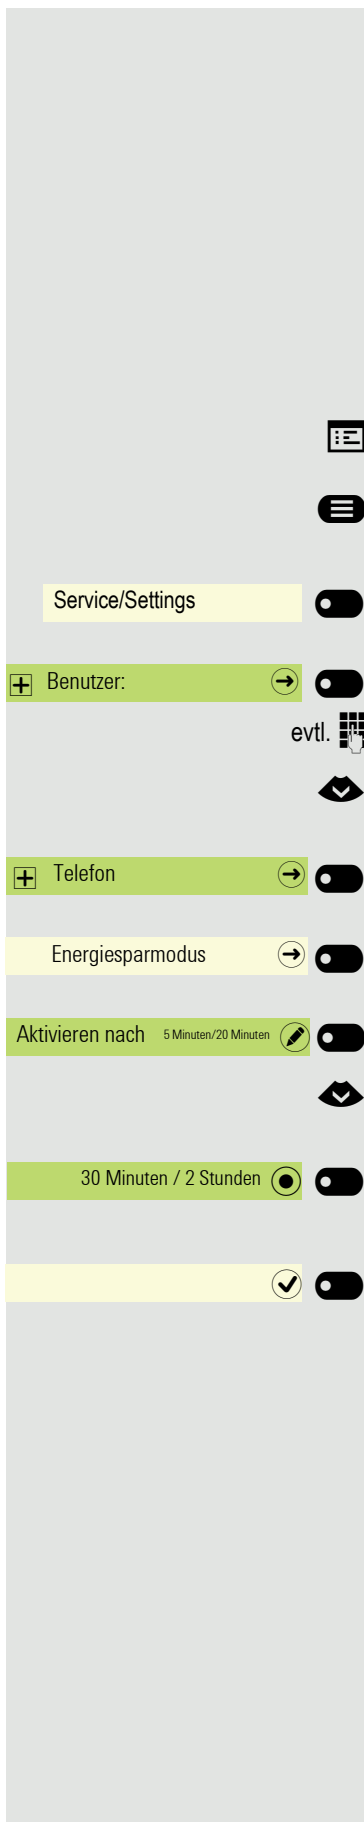 Service/Settings
Benutzer:
evtl.
Telefon
Energiesparmodus
Aktivieren nach 5 Minuten/20 Minuten
30 Minuten / 2 Stunden